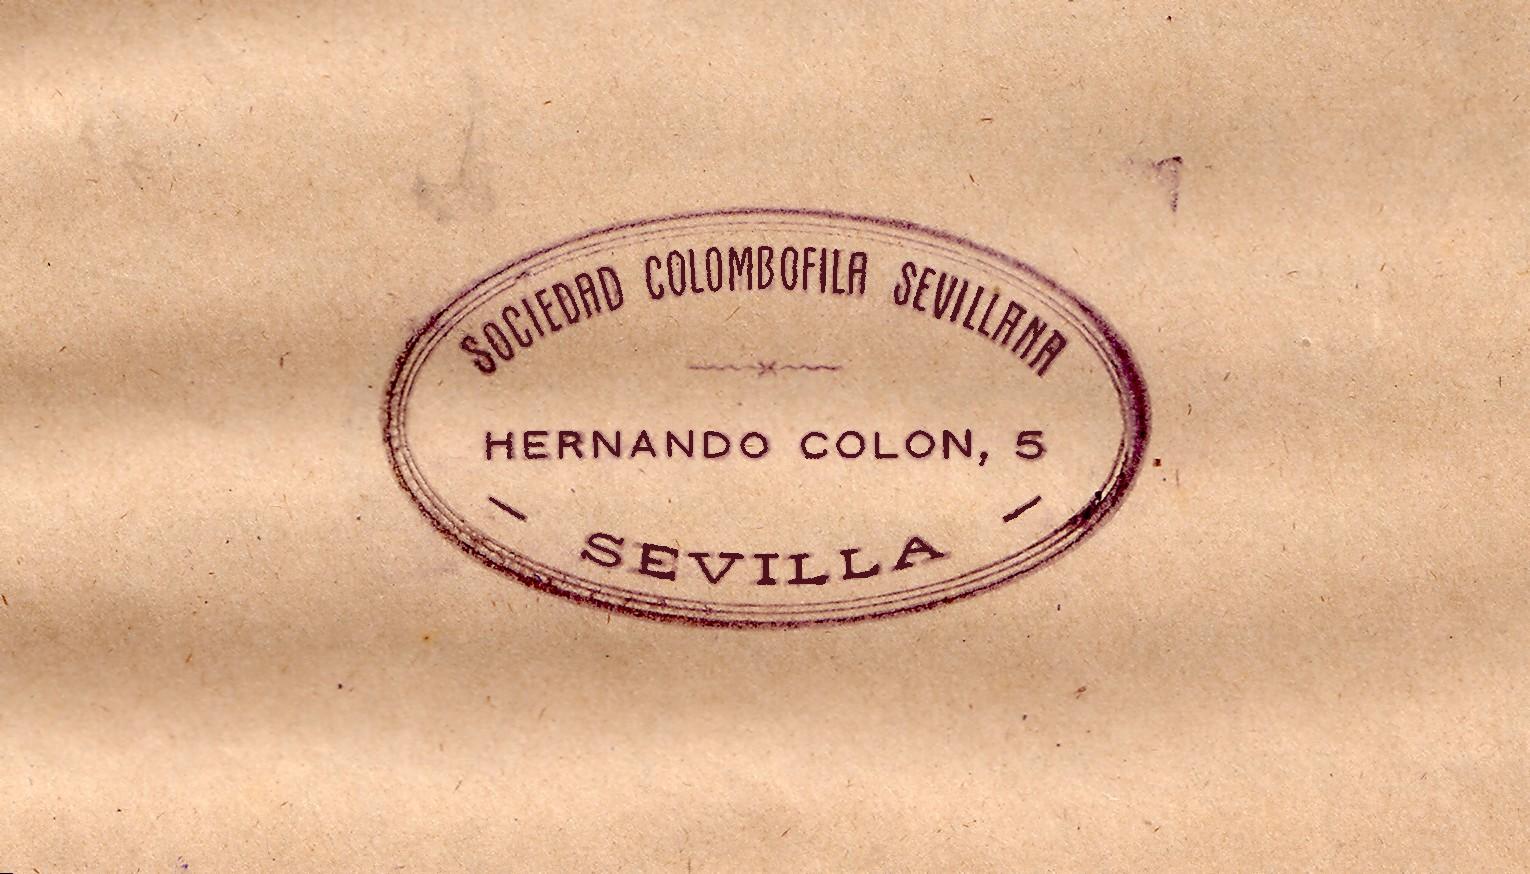 SOCIEDAD COLOMBOFILA SEVILLANA
HERNANDO COLON, 5
SEVILLA